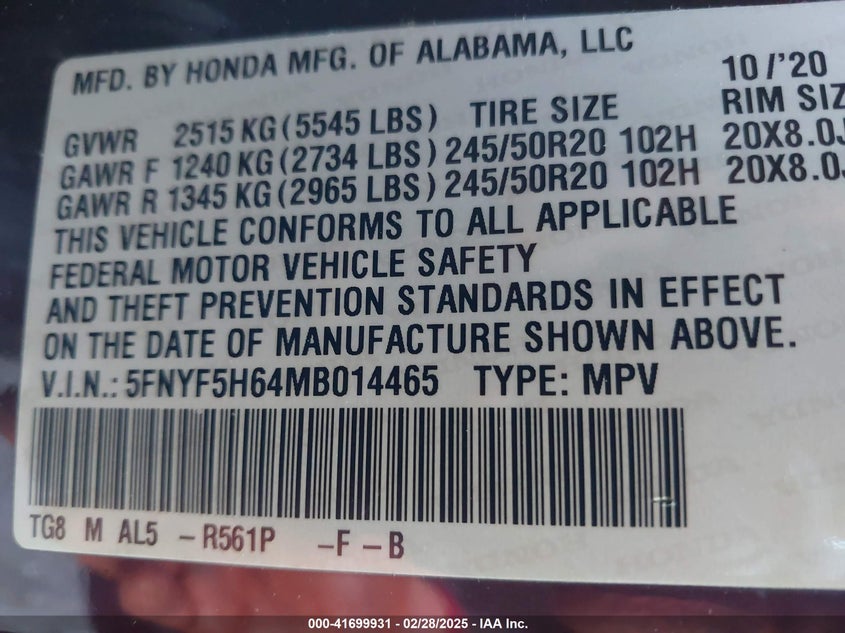 MFD. BY HONDA MFG. OF ALABAMA, LLC
10 /'20
GVWR 2515 KG (5545 LBS) TIRE SIZE RIM SIZ
GAWR F 1240 KG (2734 LBS) 245/50R20 102H 20X8.0J
GAWR R 1345 KG (2965 LBS) 245/50R20 102H 20X8.0J
THIS VEHICLE CONFORMS TO ALL APPLICABLE
FEDERAL MOTOR VEHICLE SAFETY
AND THEFT PREVENTION STANDARDS IN EFFECT
ON THE DATE OF MANUFACTURE SHOWN ABOVE.
V.I.N.: 5FNYF5H64MB014465 TYPE: MPV
TG8 M AL5 –R561P –F –B
000-41699931 - 02/28/2025 - IAA Inc.